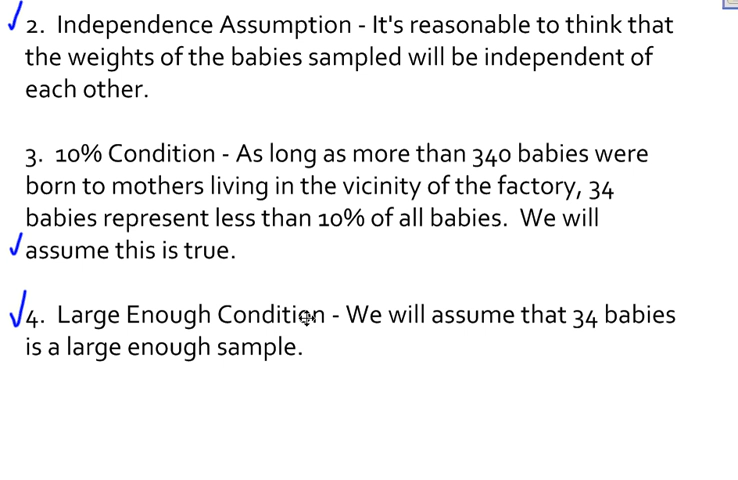 2. Independence Assumption - It's reasonable to think that
the weights of the babies sampled will be independent of
each other.
3. 10% Condition - As long as more than 340 babies were
born to mothers living in the vicinity of the factory, 34
babies represent less than 10% of all babies. We will
assume this is true.
4. Large Enough Condition - We will assume that 34 babies
is a large enough sample.